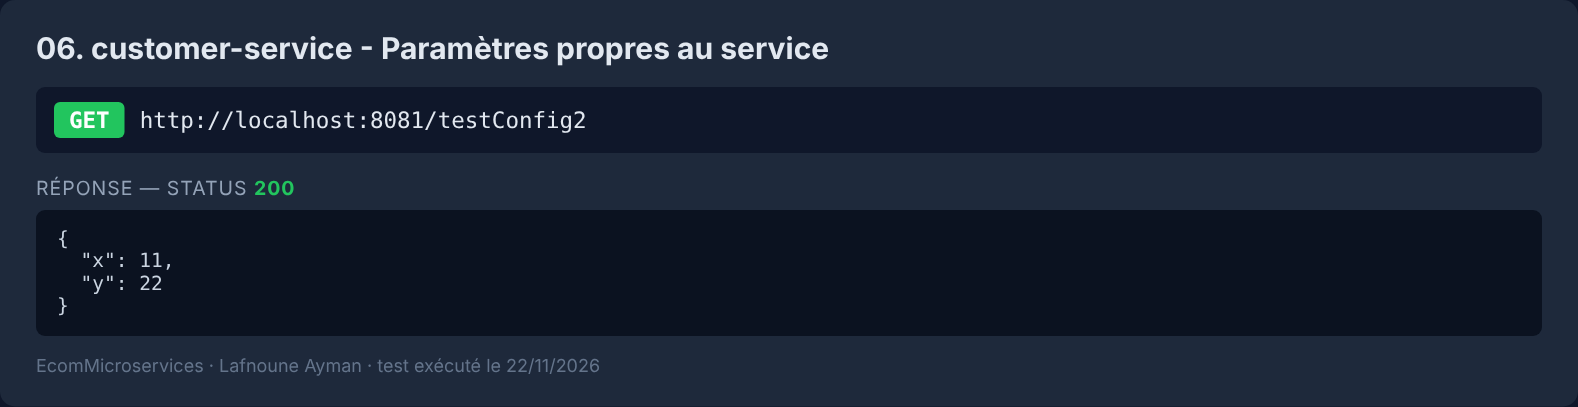 06. customer-service - Paramètres propres au service
GET http://localhost:8081/testConfig2
RÉPONSE — STATUS 200
{
  "x": 11,
  "y": 22
}
EcomMicroservices · Lafnoune Ayman · test exécuté le 22/11/2026